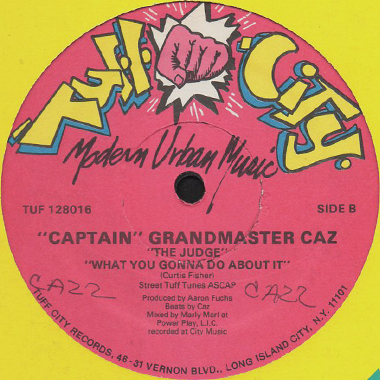 Tuff City
Modern Urban Music
TUF 128016
SIDE B
"CAPTAIN" GRANDMASTER CAZ
"THE JUDGE"
"WHAT YOU GONNA DO ABOUT IT"
(Curtis Fisher)
Street Tuff Tunes ASCAP
CAZZ
CAZZ
Produced by Aaron Fuchs
Beats by Caz
Mixed by Marly Marl at
Power Play, L.I.C.
recorded at City Music
TUFF CITY RECORDS, 46-31 VERNON BLVD., LONG ISLAND CITY, N.Y. 11101